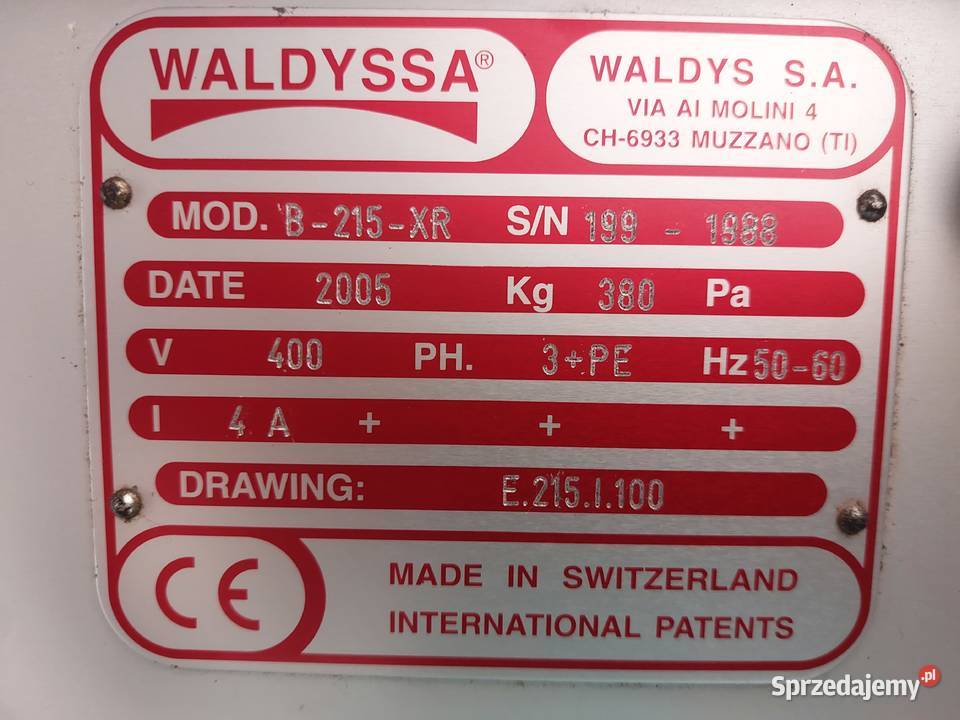 WALDYSSA®
WALDYS S.A.
VIA AI MOLINI 4
CH-6933 MUZZANO (TI)
MOD. B-215-XR S/N 199 - 1988
DATE 2005 Kg 380 Pa
V 400 PH. 3+PE Hz 50-60
I 4 A + + +
DRAWING: E.215.I.100
CE
MADE IN SWITZERLAND
INTERNATIONAL PATENTS
Sprzedajemy.pl